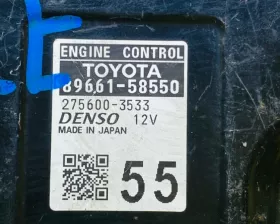 E
ENGINE CONTROL
TOYOTA
89661-58550
275600-3533
DENSO 12V
MADE IN JAPAN
55